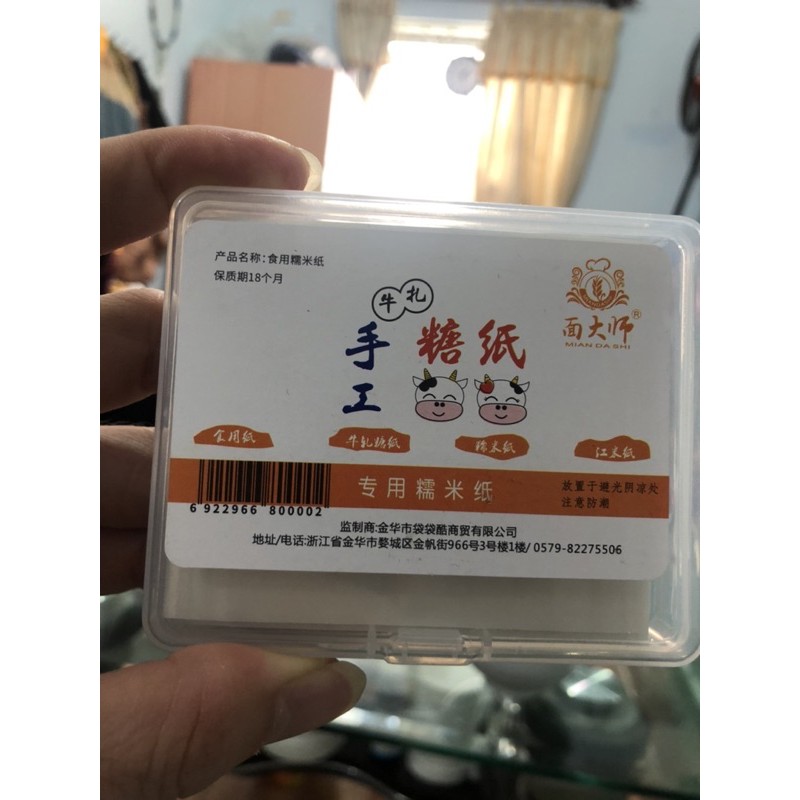 产品名称:食用糯米纸
保质期18个月
牛扎
手工
糖纸
面大师®
MIAN DA SHI
食用纸
牛轧糖纸
糯米纸
江米纸
专用糯米纸
放置于避光阴凉处
注意防潮
6 922966 800002
监制商:金华市袋袋酷商贸有限公司
地址/电话:浙江省金华市婺城区金帆街966号3号楼1楼/ 0579-82275506